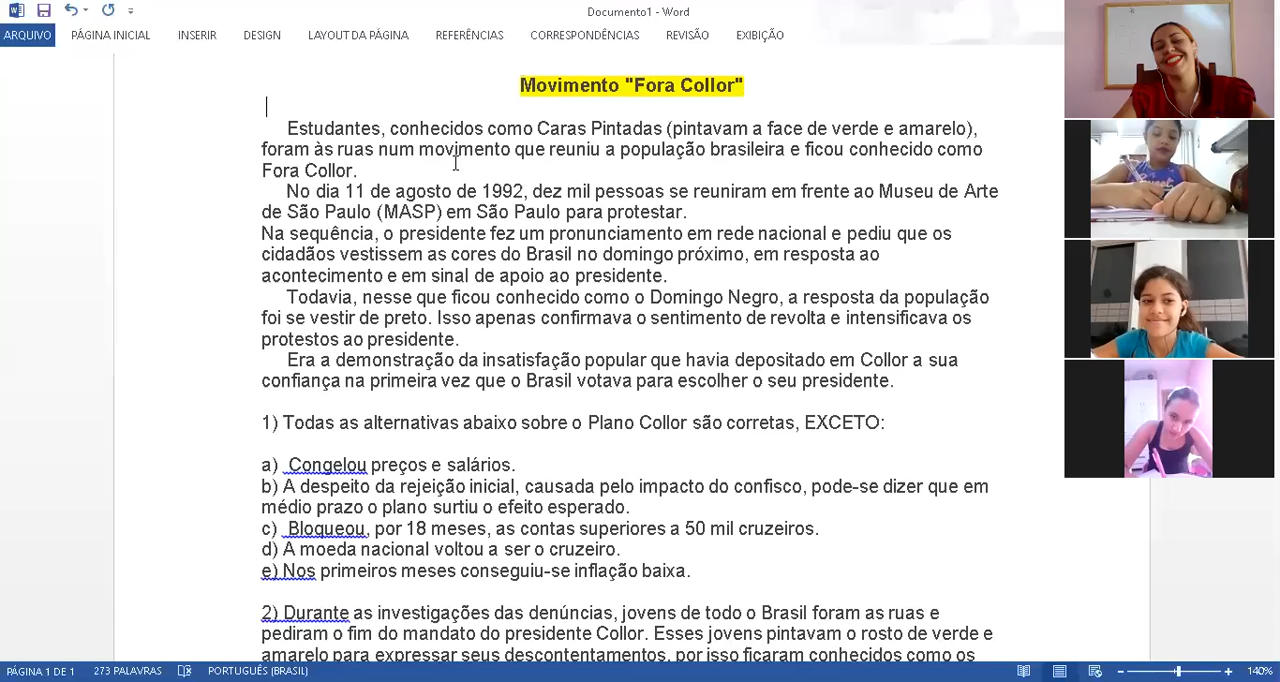 Documento1 - Word
ARQUIVO PÁGINA INICIAL INSERIR DESIGN LAYOUT DA PÁGINA REFERÊNCIAS CORRESPONDÊNCIAS REVISÃO EXIBIÇÃO
Movimento "Fora Collor"
Estudantes, conhecidos como Caras Pintadas (pintavam a face de verde e amarelo),
foram às ruas num movimento que reuniu a população brasileira e ficou conhecido como
Fora Collor.
No dia 11 de agosto de 1992, dez mil pessoas se reuniram em frente ao Museu de Arte
de São Paulo (MASP) em São Paulo para protestar.
Na sequência, o presidente fez um pronunciamento em rede nacional e pediu que os
cidadãos vestissem as cores do Brasil no domingo próximo, em resposta ao
acontecimento e em sinal de apoio ao presidente.
Todavia, nesse que ficou conhecido como o Domingo Negro, a resposta da população
foi se vestir de preto. Isso apenas confirmava o sentimento de revolta e intensificava os
protestos ao presidente.
Era a demonstração da insatisfação popular que havia depositado em Collor a sua
confiança na primeira vez que o Brasil votava para escolher o seu presidente.
1) Todas as alternativas abaixo sobre o Plano Collor são corretas, EXCETO:
a) Congelou preços e salários.
b) A despeito da rejeição inicial, causada pelo impacto do confisco, pode-se dizer que em
médio prazo o plano surtiu o efeito esperado.
c) Bloqueou, por 18 meses, as contas superiores a 50 mil cruzeiros.
d) A moeda nacional voltou a ser o cruzeiro.
e) Nos primeiros meses conseguiu-se inflação baixa.
2) Durante as investigações das denúncias, jovens de todo o Brasil foram as ruas e
pediram o fim do mandato do presidente Collor. Esses jovens pintavam o rosto de verde e
amarelo para expressar seus descontentamentos, por isso ficaram conhecidos como os
PÁGINA 1 DE 1 273 PALAVRAS PORTUGUÊS (BRASIL) 140%